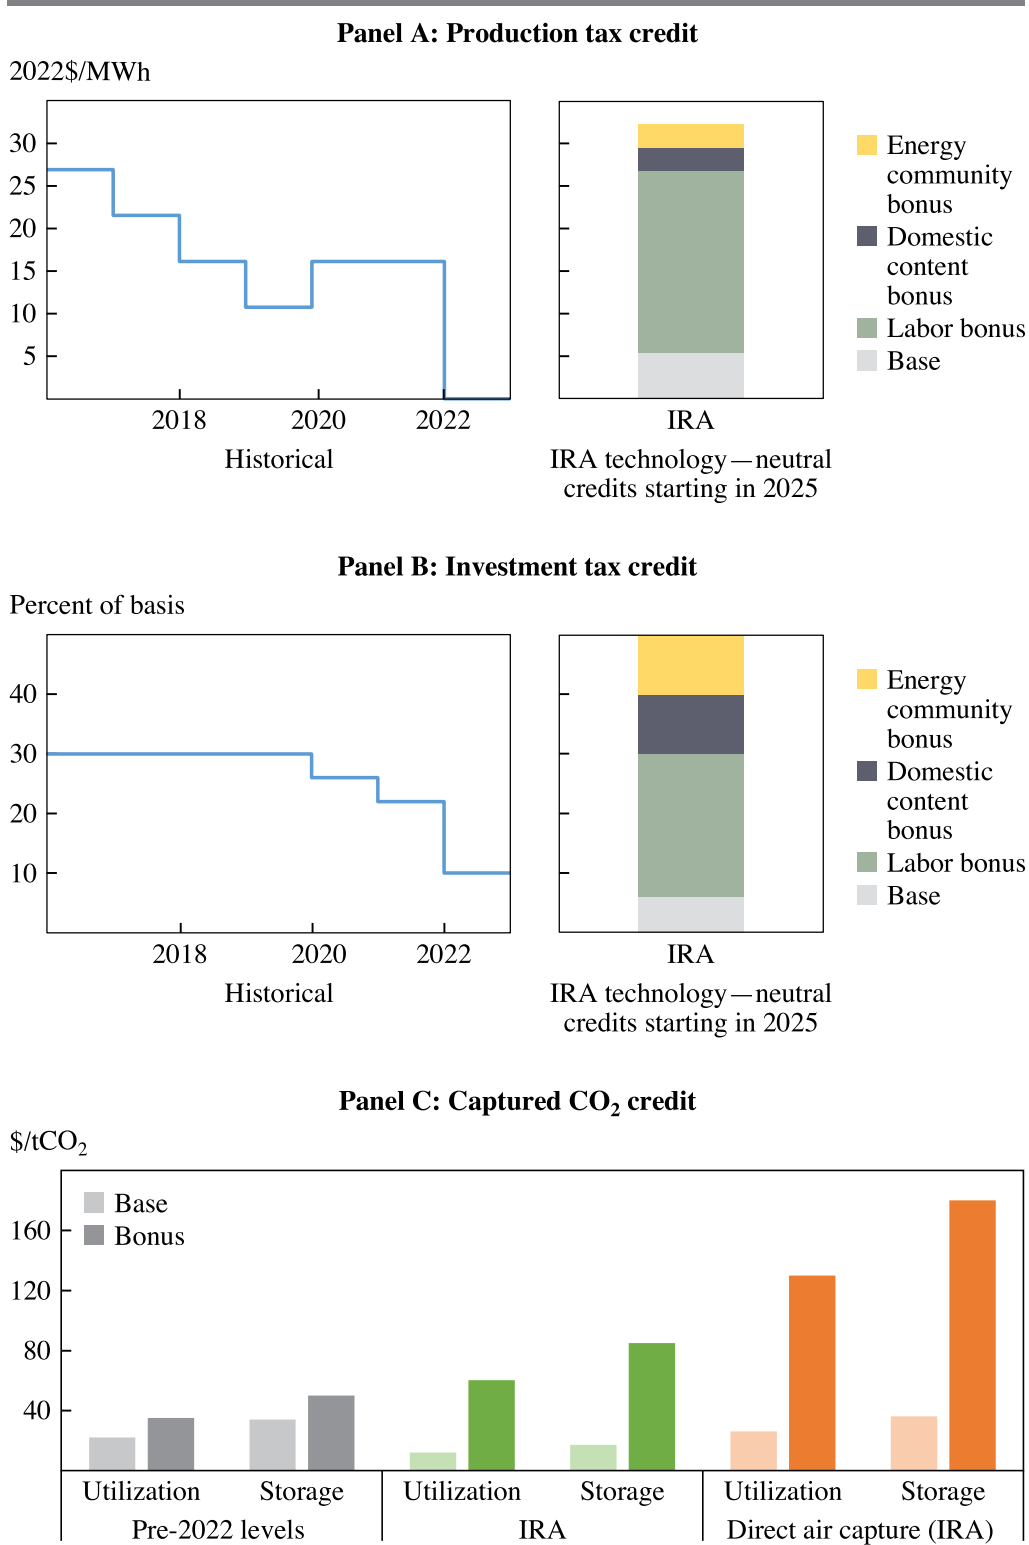 Panel A: Production tax credit
2022$/MWh
30
25
20
15
10
5
2018 2020 2022
Historical
IRA
IRA technology—neutral
credits starting in 2025
Energy
community
bonus
Domestic
content
bonus
Labor bonus
Base
Panel B: Investment tax credit
Percent of basis
40
30
20
10
2018 2020 2022
Historical
IRA
IRA technology—neutral
credits starting in 2025
Energy
community
bonus
Domestic
content
bonus
Labor bonus
Base
Panel C: Captured CO₂ credit
$/tCO₂
Base
Bonus
160
120
80
40
Utilization Storage Utilization Storage Utilization Storage
Pre-2022 levels IRA Direct air capture (IRA)